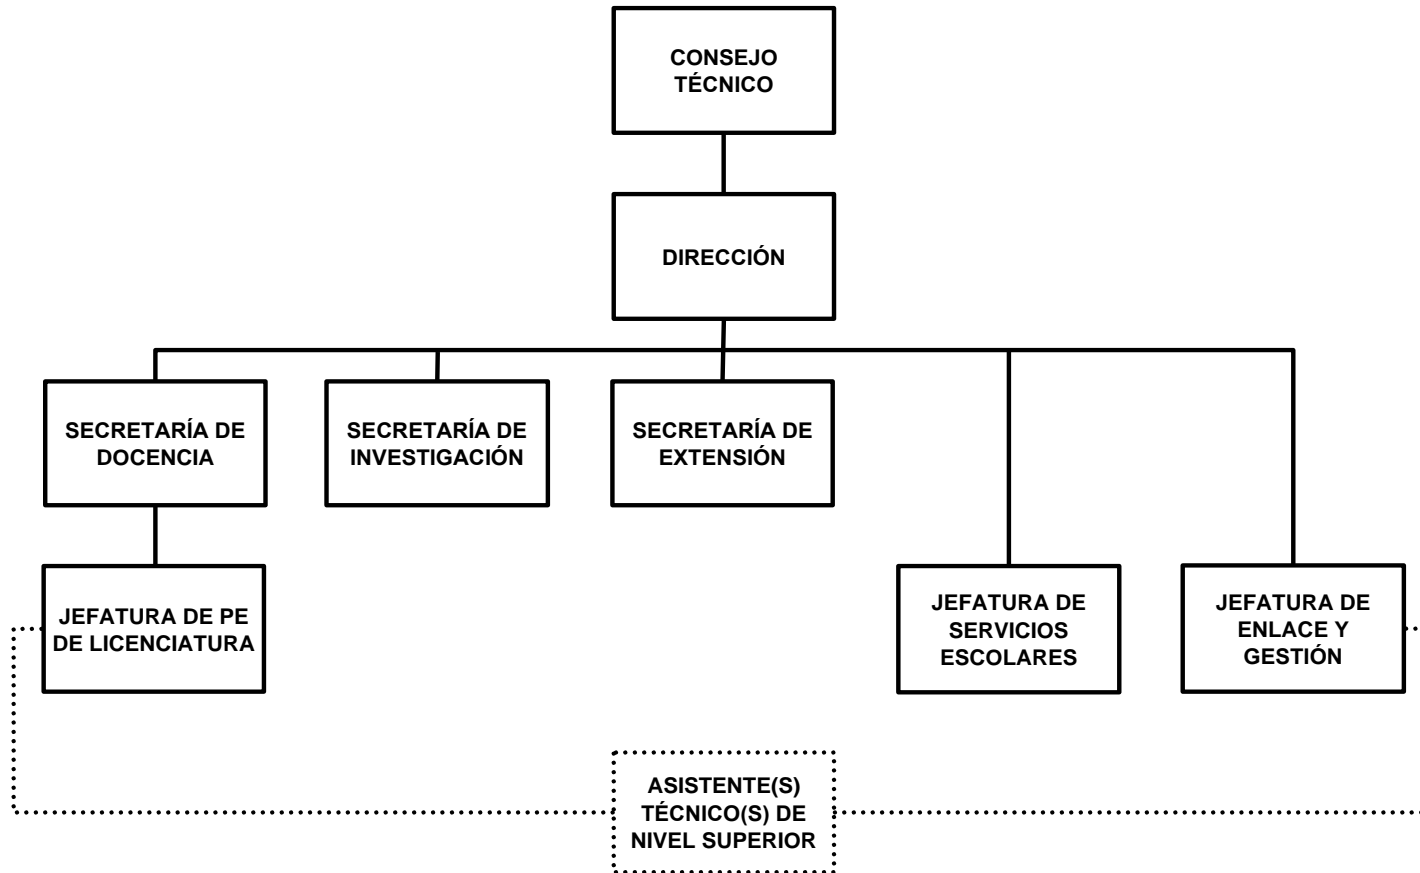 CONSEJO
TÉCNICO
DIRECCIÓN
SECRETARÍA DE
DOCENCIA
SECRETARÍA DE
INVESTIGACIÓN
SECRETARÍA DE
EXTENSIÓN
JEFATURA DE PE
DE LICENCIATURA
JEFATURA DE
SERVICIOS
ESCOLARES
JEFATURA DE
ENLACE Y
GESTIÓN
ASISTENTE(S)
TÉCNICO(S) DE
NIVEL SUPERIOR